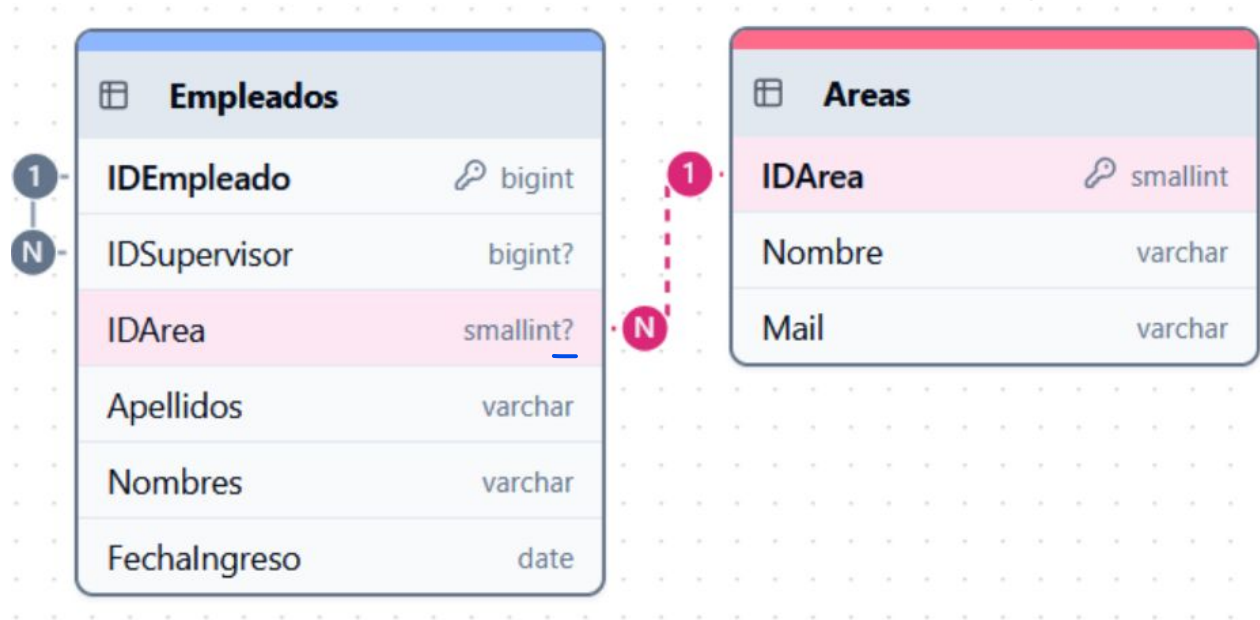 Empleados
1
IDEmpleado bigint
N
IDSupervisor bigint?
IDArea smallint?
Apellidos varchar
Nombres varchar
FechaIngreso date
1
N
Areas
IDArea smallint
Nombre varchar
Mail varchar